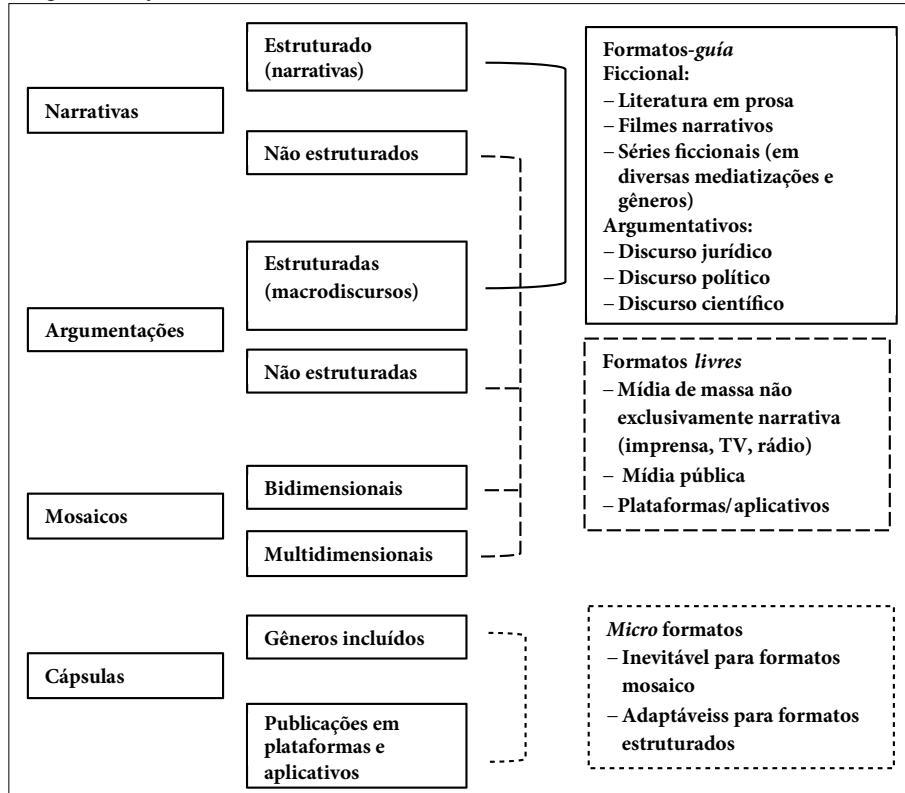 Narrativas
Estruturado
(narrativas)
Não estruturados
Argumentações
Estruturadas
(macrodiscursos)
Não estruturadas
Mosaicos
Bidimensionais
Multidimensionais
Cápsulas
Gêneros incluídos
Publicações em
plataformas e
aplicativos
Formatos-guía
Ficcional:
– Literatura em prosa
– Filmes narrativos
– Séries ficcionais (em
diversas mediatizações e
gêneros)
Argumentativos:
– Discurso jurídico
– Discurso político
– Discurso científico
Formatos livres
– Mídia de massa não
exclusivamente narrativa
(imprensa, TV, rádio)
– Mídia pública
– Plataformas/aplicativos
Micro formatos
– Inevitável para formatos
mosaico
– Adaptáveiss para formatos
estruturados